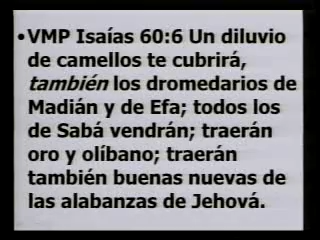 •VMP Isaías 60:6 Un diluvio
de camellos te cubrirá,
también los dromedarios de
Madián y de Efa; todos los
de Sabá vendrán; traerán
oro y olíbano; traerán
también buenas nuevas de
las alabanzas de Jehová.